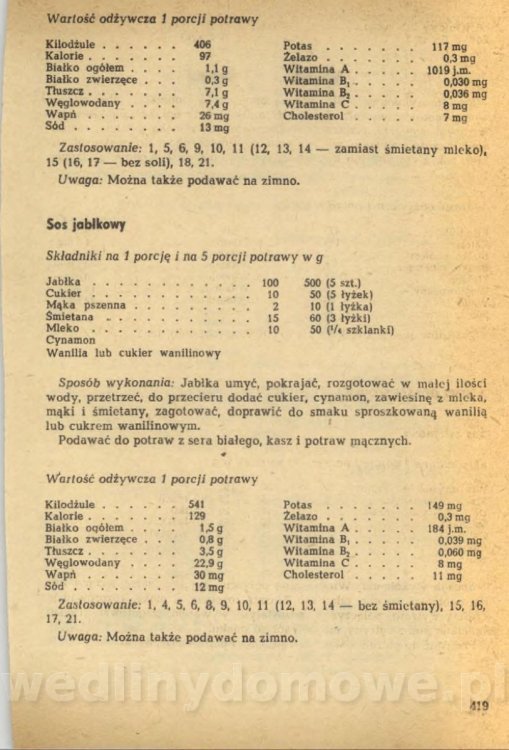 Wartość odżywcza 1 porcji potrawy
Kilodżule . . . . . . 406
Kalorie . . . . . . . 97
Białko ogółem . . . . 1,1 g
Białko zwierzęce . . . 0,3 g
Tłuszcz . . . . . . . 7,1 g
Węglowodany . . . . 7,4 g
Wapń . . . . . . . 26 mg
Sód . . . . . . . . 13 mg
Potas . . . . . . . 117 mg
Żelazo . . . . . . . 0,3 mg
Witamina A . . . . . 1019 j.m.
Witamina B₁ . . . . . 0,030 mg
Witamina B₂ . . . . . 0,036 mg
Witamina C . . . . . 8 mg
Cholesterol . . . . . 7 mg
Zastosowanie: 1, 5, 6, 9, 10, 11 (12, 13, 14 — zamiast śmietany mleko),
15 (16, 17 — bez soli), 18, 21.
Uwaga: Można także podawać na zimno.
Sos jabłkowy
Składniki na 1 porcję i na 5 porcji potrawy w g
Jabłka . . . . . . . . . . . . 100 500 (5 szt.)
Cukier . . . . . . . . . . . . 10 50 (5 łyżek)
Mąka pszenna . . . . . . . . . 2 10 (1 łyżka)
Śmietana . . . . . . . . . . . 15 60 (3 łyżki)
Mleko . . . . . . . . . . . . 10 50 (¹/₄ szklanki)
Cynamon
Wanilia lub cukier wanilinowy
Sposób wykonania: Jabłka umyć, pokrajać, rozgotować w małej ilości
wody, przetrzeć, do przecieru dodać cukier, cynamon, zawiesinę z mleka,
mąki i śmietany, zagotować, doprawić do smaku sproszkowaną wanilią
lub cukrem wanilinowym.
Podawać do potraw z sera białego, kasz i potraw mącznych.
Wartość odżywcza 1 porcji potrawy
Kilodżule . . . . . . 541
Kalorie . . . . . . . 129
Białko ogółem . . . . 1,5 g
Białko zwierzęce . . . 0,8 g
Tłuszcz . . . . . . . 3,5 g
Węglowodany . . . . 22,9 g
Wapń . . . . . . . 30 mg
Sód . . . . . . . . 12 mg
Potas . . . . . . . 149 mg
Żelazo . . . . . . . 0,3 mg
Witamina A . . . . . 184 j.m.
Witamina B₁ . . . . . 0,039 mg
Witamina B₂ . . . . . 0,060 mg
Witamina C . . . . . 8 mg
Cholesterol . . . . . 11 mg
Zastosowanie: 1, 4, 5, 6, 8, 9, 10, 11 (12, 13, 14 — bez śmietany), 15, 16,
17, 21.
Uwaga: Można także podawać na zimno.
wedlinydomowe.pl
419